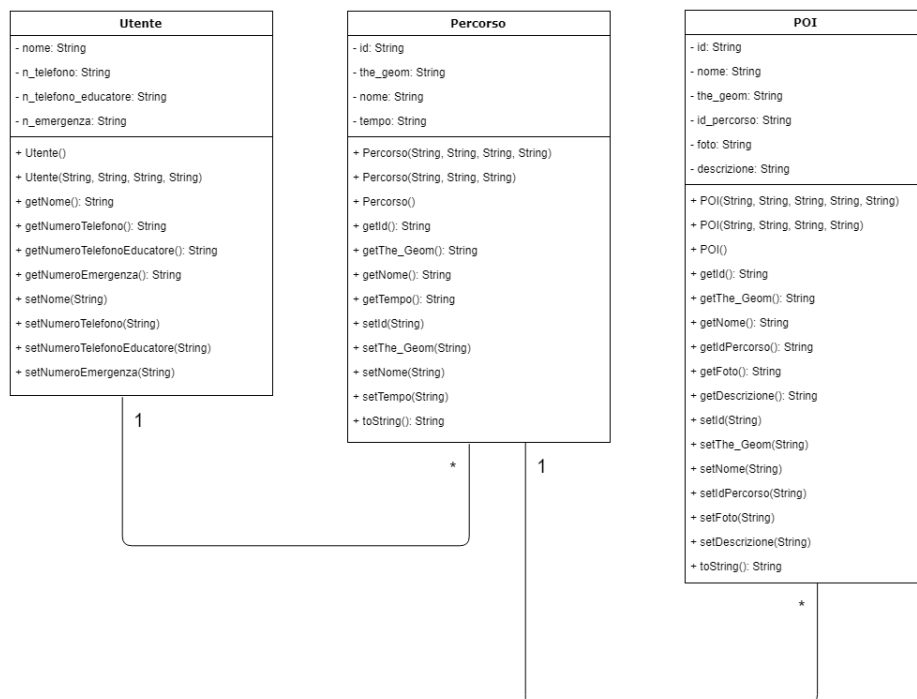 Utente
- nome: String
- n_telefono: String
- n_telefono_educatore: String
- n_emergenza: String
+ Utente()
+ Utente(String, String, String, String)
+ getNome(): String
+ getNumeroTelefono(): String
+ getNumeroTelefonoEducatore(): String
+ getNumeroEmergenza(): String
+ setNome(String)
+ setNumeroTelefono(String)
+ setNumeroTelefonoEducatore(String)
+ setNumeroEmergenza(String)
1
Percorso
- id: String
- the_geom: String
- nome: String
- tempo: String
+ Percorso(String, String, String, String)
+ Percorso(String, String, String)
+ Percorso()
+ getId(): String
+ getThe_Geom(): String
+ getNome(): String
+ getTempo(): String
+ setId(String)
+ setThe_Geom(String)
+ setNome(String)
+ setTempo(String)
+ toString(): String
*
1
POI
- id: String
- nome: String
- the_geom: String
- id_percorso: String
- foto: String
- descrizione: String
+ POI(String, String, String, String, String)
+ POI(String, String, String, String)
+ POI()
+ getId(): String
+ getThe_Geom(): String
+ getNome(): String
+ getIdPercorso(): String
+ getFoto(): String
+ getDescrizione(): String
+ setId(String)
+ setThe_Geom(String)
+ setNome(String)
+ setIdPercorso(String)
+ setFoto(String)
+ setDescrizione(String)
+ toString(): String
*